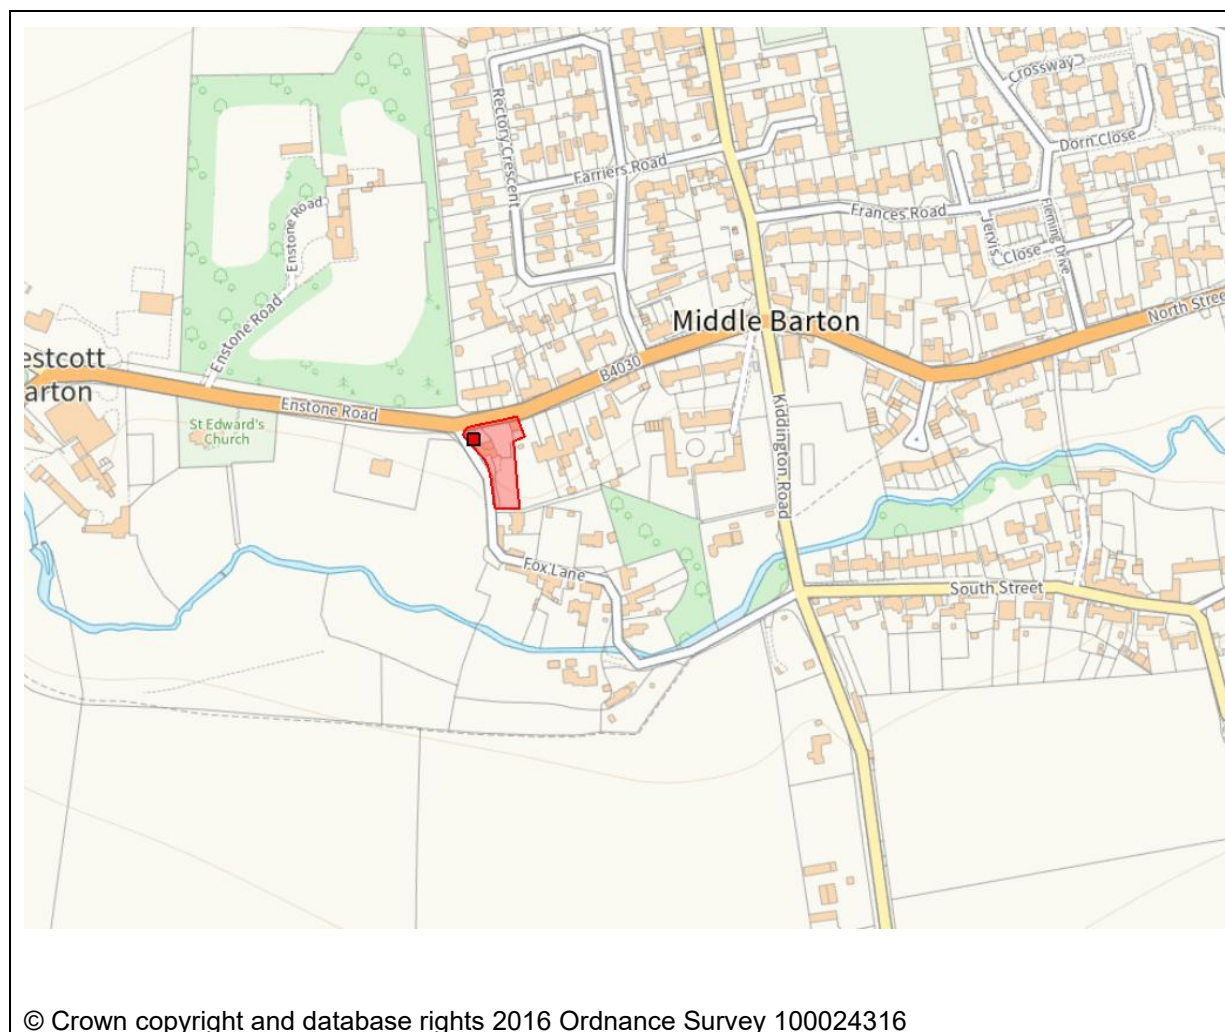 Crossway
Rectory Crescent
Dorn Close
Farriers Road
Enstone Road
Frances Road
Fleming Drive
Jervis Close
Enstone Road
North Stree
Middle Barton
estcott
arton
B4030
Enstone Road
St Edward's
Church
Kiddington Road
Fox Lane
South Street
© Crown copyright and database rights 2016 Ordnance Survey 100024316